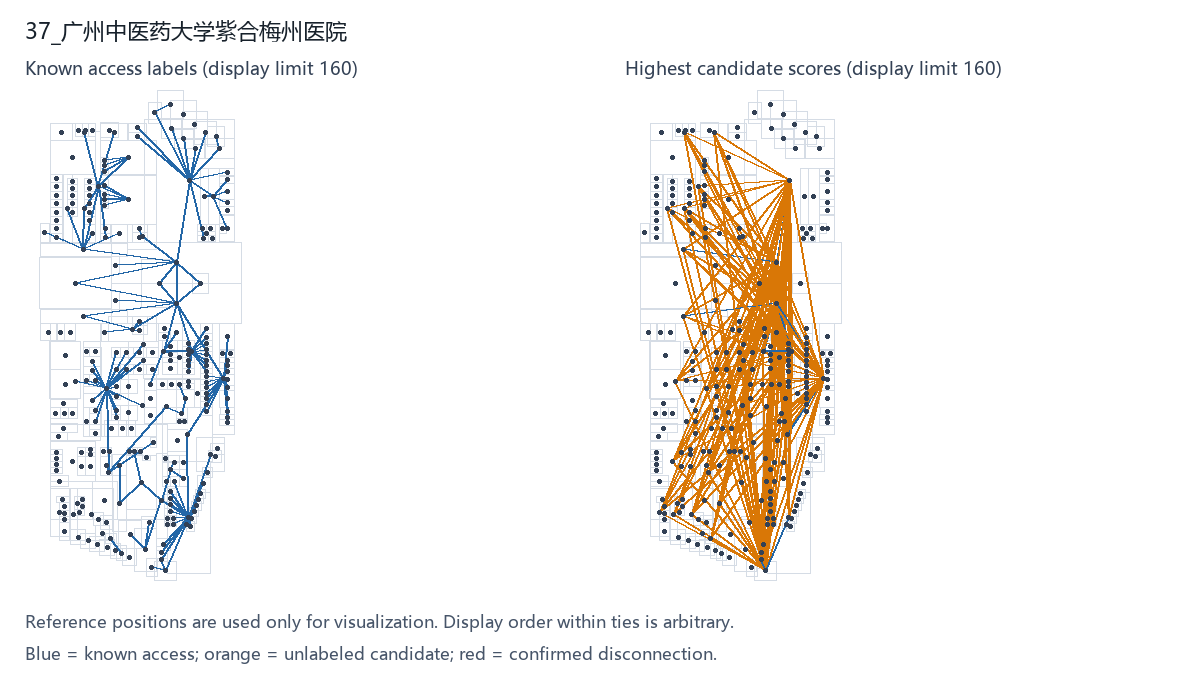 37_广州中医药大学紫合梅州医院
Known access labels (display limit 160)
Highest candidate scores (display limit 160)
Reference positions are used only for visualization. Display order within ties is arbitrary.
Blue = known access; orange = unlabeled candidate; red = confirmed disconnection.